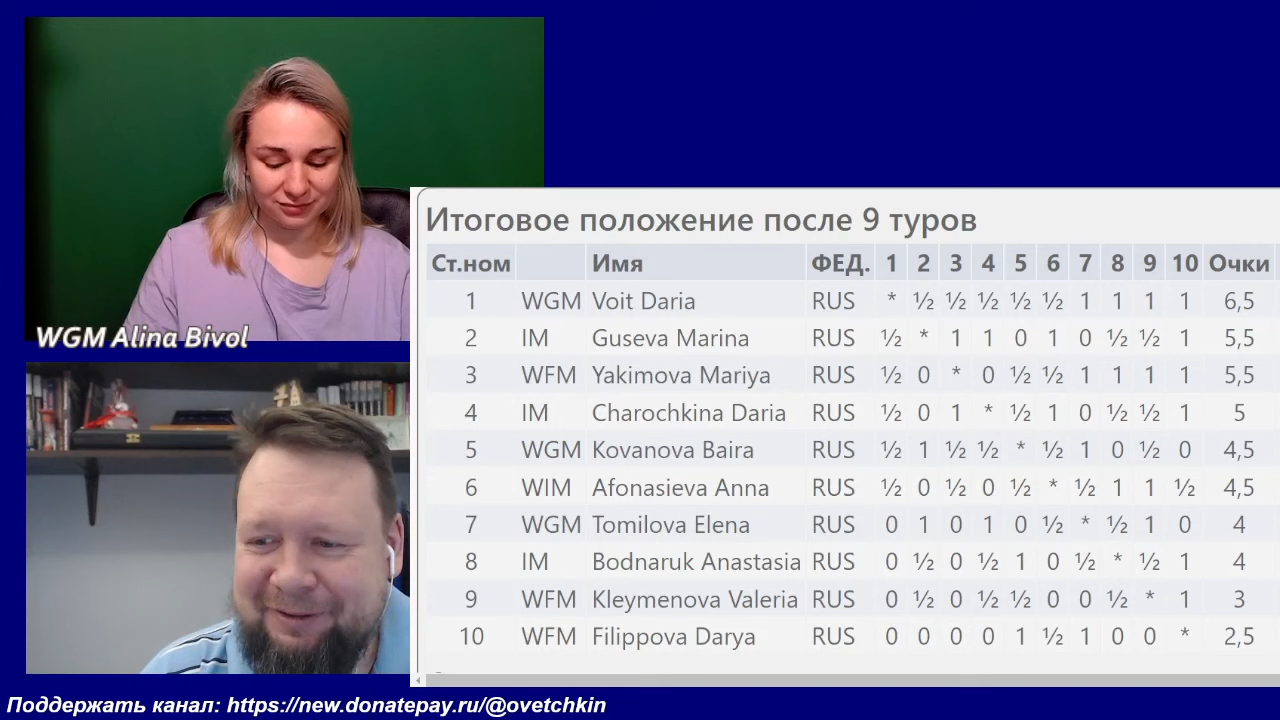 WGM Alina Bivol
#A
Итоговое положение после 9 туров
Ст.ном Имя ФЕД. 1 2 3 4 5 6 7 8 9 10 Очки
1 WGM Voit Daria RUS * ½ ½ ½ ½ ½ 1 1 1 1 6,5
2 IM Guseva Marina RUS ½ * 1 1 0 1 0 ½ ½ 1 5,5
3 WFM Yakimova Mariya RUS ½ 0 * 0 ½ ½ 1 1 1 1 5,5
4 IM Charochkina Daria RUS ½ 0 1 * ½ 1 0 ½ ½ 1 5
5 WGM Kovanova Baira RUS ½ 1 ½ ½ * ½ 1 0 ½ 0 4,5
6 WIM Afonasieva Anna RUS ½ 0 ½ 0 ½ * ½ 1 1 ½ 4,5
7 WGM Tomilova Elena RUS 0 1 0 1 0 ½ * ½ 1 0 4
8 IM Bodnaruk Anastasia RUS 0 ½ 0 ½ 1 0 ½ * ½ 1 4
9 WFM Kleymenova Valeria RUS 0 ½ 0 ½ ½ 0 0 ½ * 1 3
10 WFM Filippova Darya RUS 0 0 0 0 1 ½ 1 0 0 * 2,5
Поддержать канал: https://new.donatepay.ru/@ovetchkin